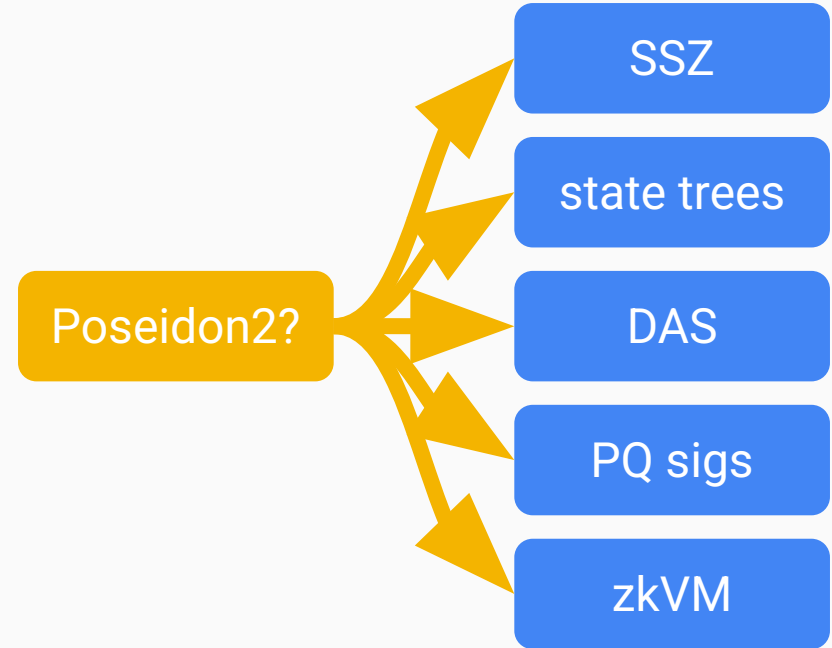 SSZ
state trees
Poseidon2?
DAS
PQ sigs
zkVM